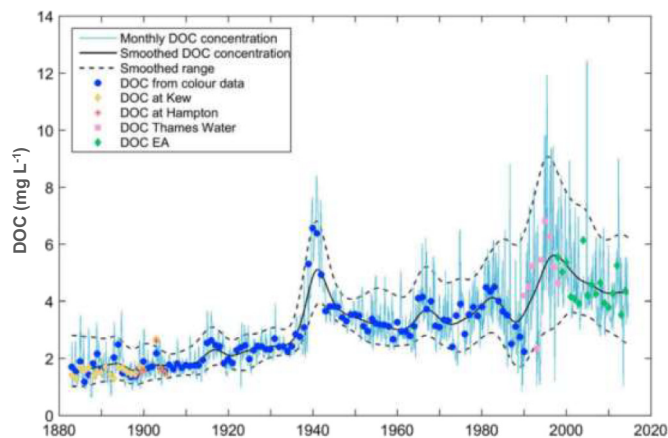 14
12
10
8
6
4
2
0
DOC (mg L-1)
Monthly DOC concentration
Smoothed DOC concentration
Smoothed range
DOC from colour data
DOC at Kew
DOC at Hampton
DOC Thames Water
DOC EA
1880 1900 1920 1940 1960 1980 2000 2020